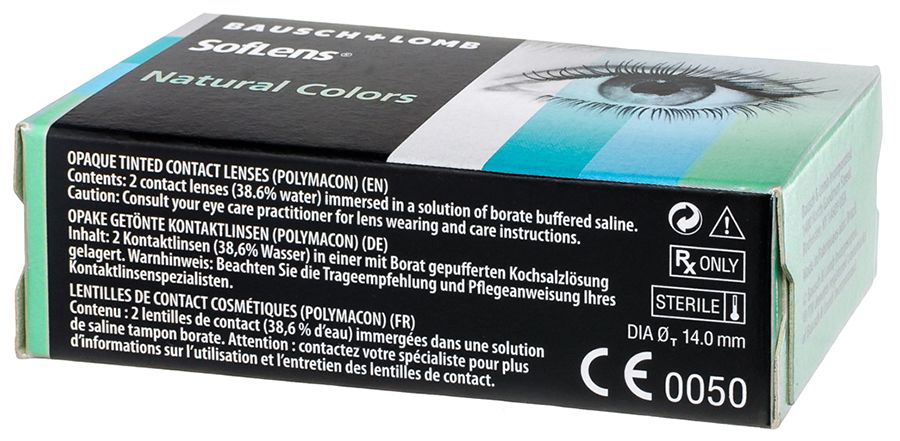 BAUSCH + LOMB
SofLens®
Natural Colors
OPAQUE TINTED CONTACT LENSES (POLYMACON) (EN)
Contents: 2 contact lenses (38.6% water) immersed in a solution of borate buffered saline.
Caution: Consult your eye care practitioner for lens wearing and care instructions.
OPAKE GETÖNTE KONTAKTLINSEN (POLYMACON) (DE)
Inhalt: 2 Kontaktlinsen (38,6% Wasser) in einer mit Borat gepufferten Kochsalzlösung
gelagert. Warnhinweis: Beachten Sie die Trageempfehlung und Pflegeanweisung Ihres
Kontaktlinsenspezialisten.
LENTILLES DE CONTACT COSMÉTIQUES (POLYMACON) (FR)
Contenu : 2 lentilles de contact (38,6 % d'eau) immergées dans une solution
de saline tampon borate. Attention : contactez votre spécialiste pour plus
d'informations sur l'utilisation et l'entretien des lentilles de contact.
Rx ONLY
STERILE
DIA ØT 14.0 mm
CE 0050